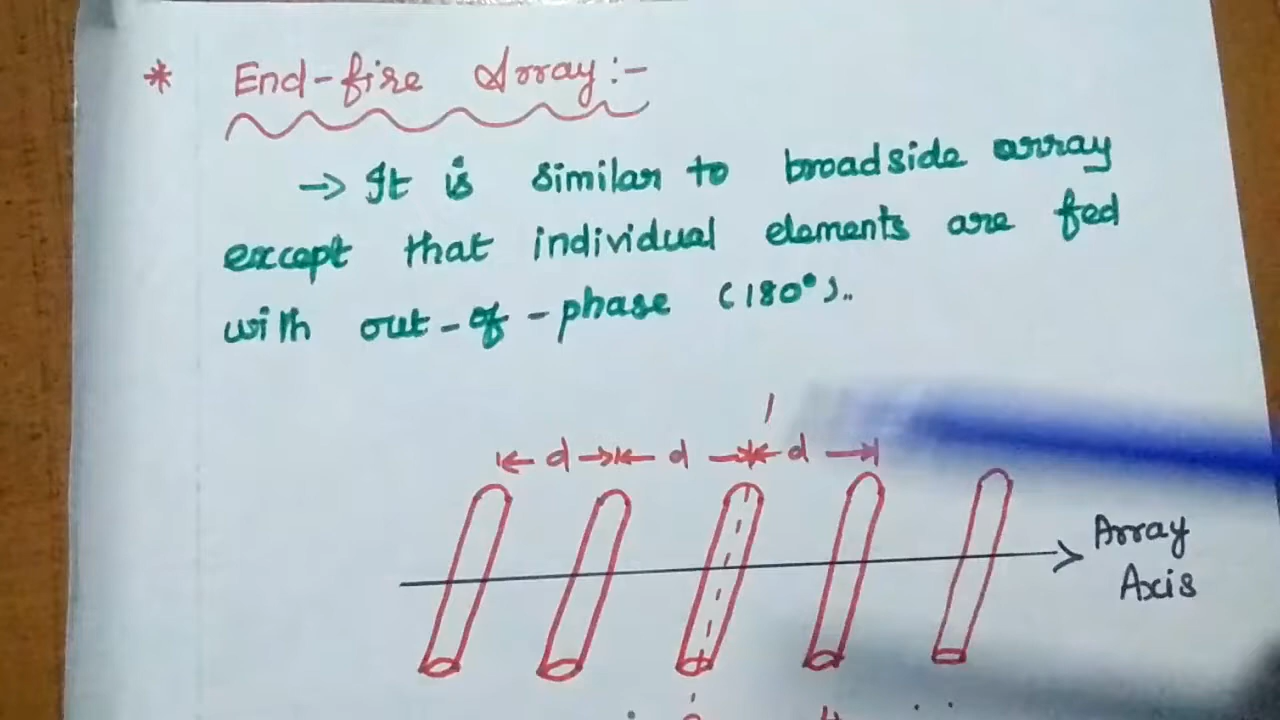 * End-fire Array:-
→ It is similar to broadside array
except that individual elements are fed
with out-of-phase (180°)..
d d d
Array
Axis